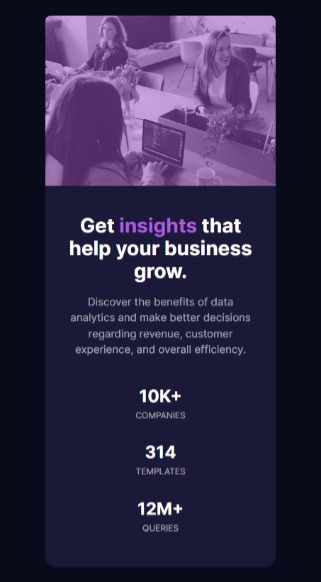 Get insights that
help your business
grow.
Discover the benefits of data
analytics and make better decisions
regarding revenue, customer
experience, and overall efficiency.
10K+
COMPANIES
314
TEMPLATES
12M+
QUERIES